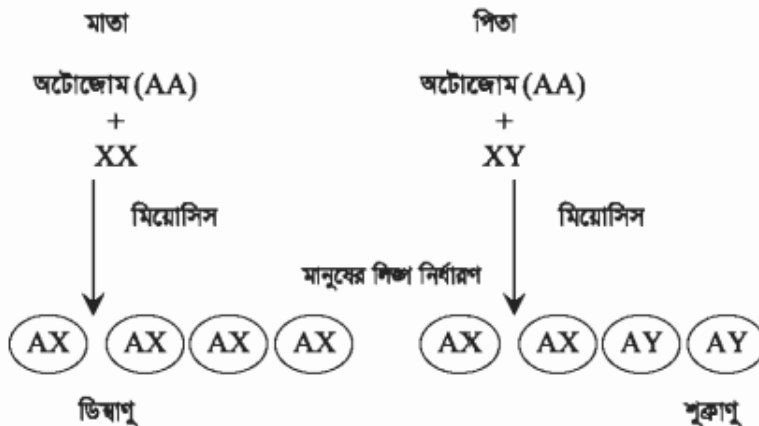 মাতা পিতা
অটোজোম (AA) অটোজোম (AA)
+ +
XX XY
মিয়োসিস মিয়োসিস
মানুষের লিঙ্গ নির্ধারণ
AX AX AX AX AX AX AY AY
ডিম্বাণু শুক্রাণু